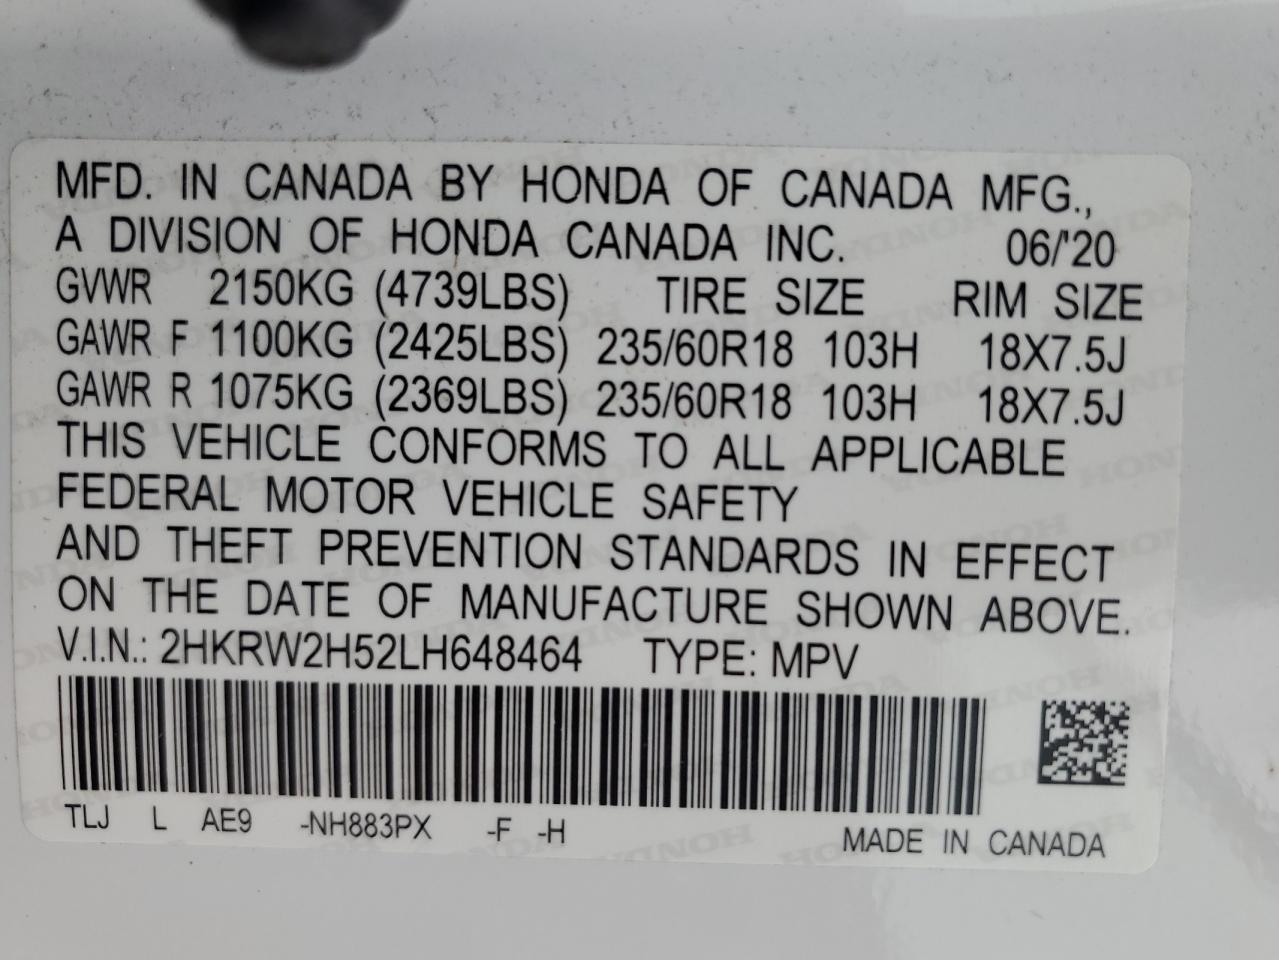 MFD. IN CANADA BY HONDA OF CANADA MFG.,
A DIVISION OF HONDA CANADA INC. 06/'20
GVWR 2150KG (4739LBS) TIRE SIZE RIM SIZE
GAWR F 1100KG (2425LBS) 235/60R18 103H 18X7.5J
GAWR R 1075KG (2369LBS) 235/60R18 103H 18X7.5J
THIS VEHICLE CONFORMS TO ALL APPLICABLE
FEDERAL MOTOR VEHICLE SAFETY
AND THEFT PREVENTION STANDARDS IN EFFECT
ON THE DATE OF MANUFACTURE SHOWN ABOVE.
V.I.N.: 2HKRW2H52LH648464 TYPE: MPV
TLJ L AE9 -NH883PX -F -H MADE IN CANADA